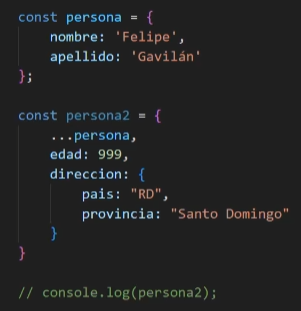 const persona = {
    nombre: 'Felipe',
    apellido: 'Gavilán'
};

const persona2 = {
    ...persona,
    edad: 999,
    direccion: {
        pais: "RD",
        provincia: "Santo Domingo"
    }
}

// console.log(persona2);